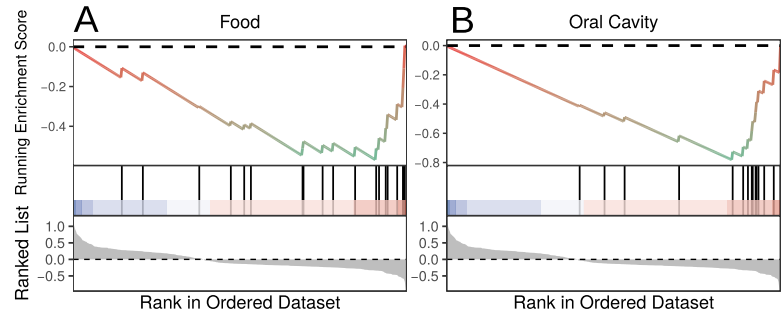 A
Food
Running Enrichment Score
0.0
−0.2
−0.4
Ranked List
1.0
0.5
0.0
−0.5
Rank in Ordered Dataset
B
Oral Cavity
0.0
−0.2
−0.4
−0.6
−0.8
1.0
0.5
0.0
−0.5
Rank in Ordered Dataset